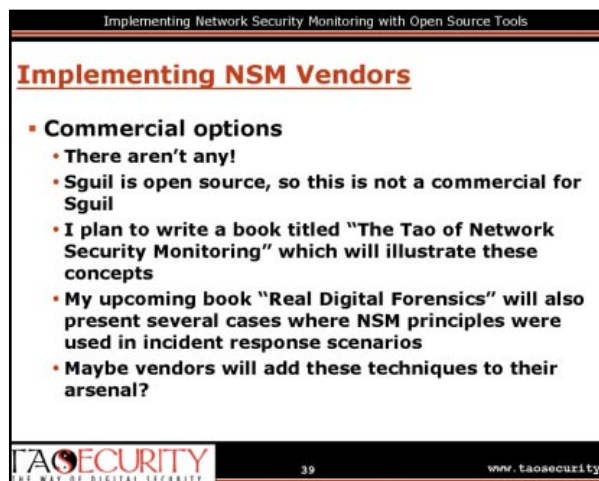 Implementing Network Security Monitoring with Open Source Tools
Implementing NSM Vendors
▪ Commercial options
• There aren't any!
• Sguil is open source, so this is not a commercial for
Sguil
• I plan to write a book titled “The Tao of Network
Security Monitoring” which will illustrate these
concepts
• My upcoming book “Real Digital Forensics” will also
present several cases where NSM principles were
used in incident response scenarios
• Maybe vendors will add these techniques to their
arsenal?
TAOSECURITY
THE WAY OF DIGITAL SECURITY
39
www.taosecurity